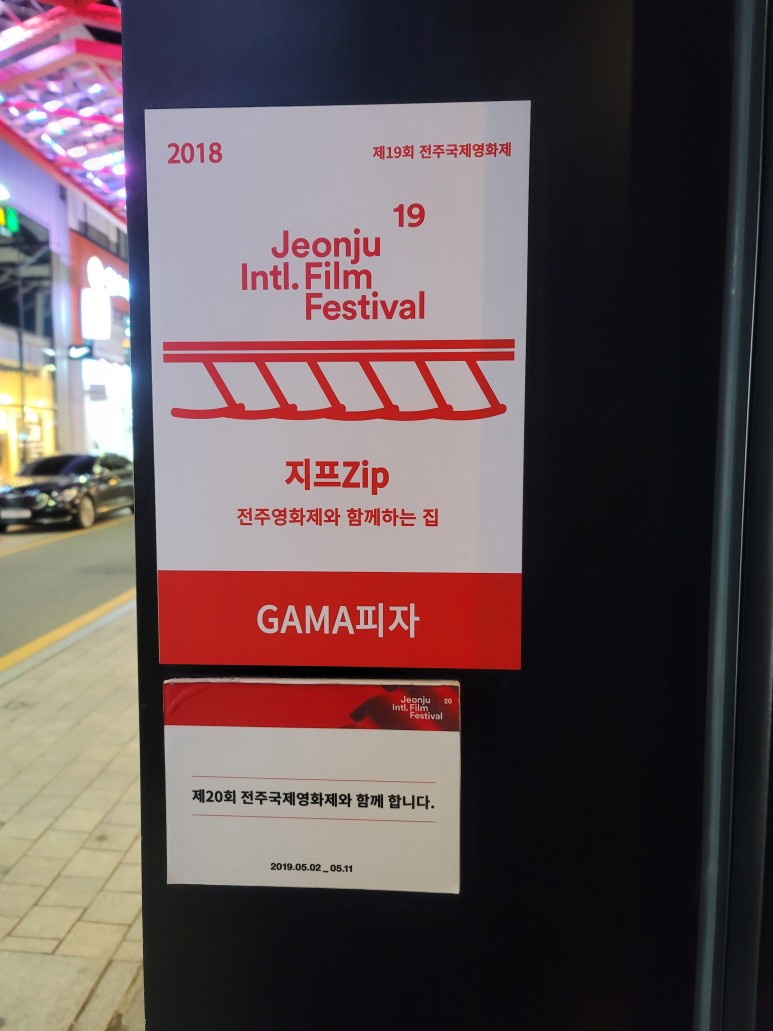 2018
제19회 전주국제영화제
19
Jeonju
Intl. Film
Festival
지프Zip
전주영화제와 함께하는 집
GAMA피자
Jeonju 20
Intl. Film
Festival
제20회 전주국제영화제와 함께 합니다.
2019.05.02 _ 05.11